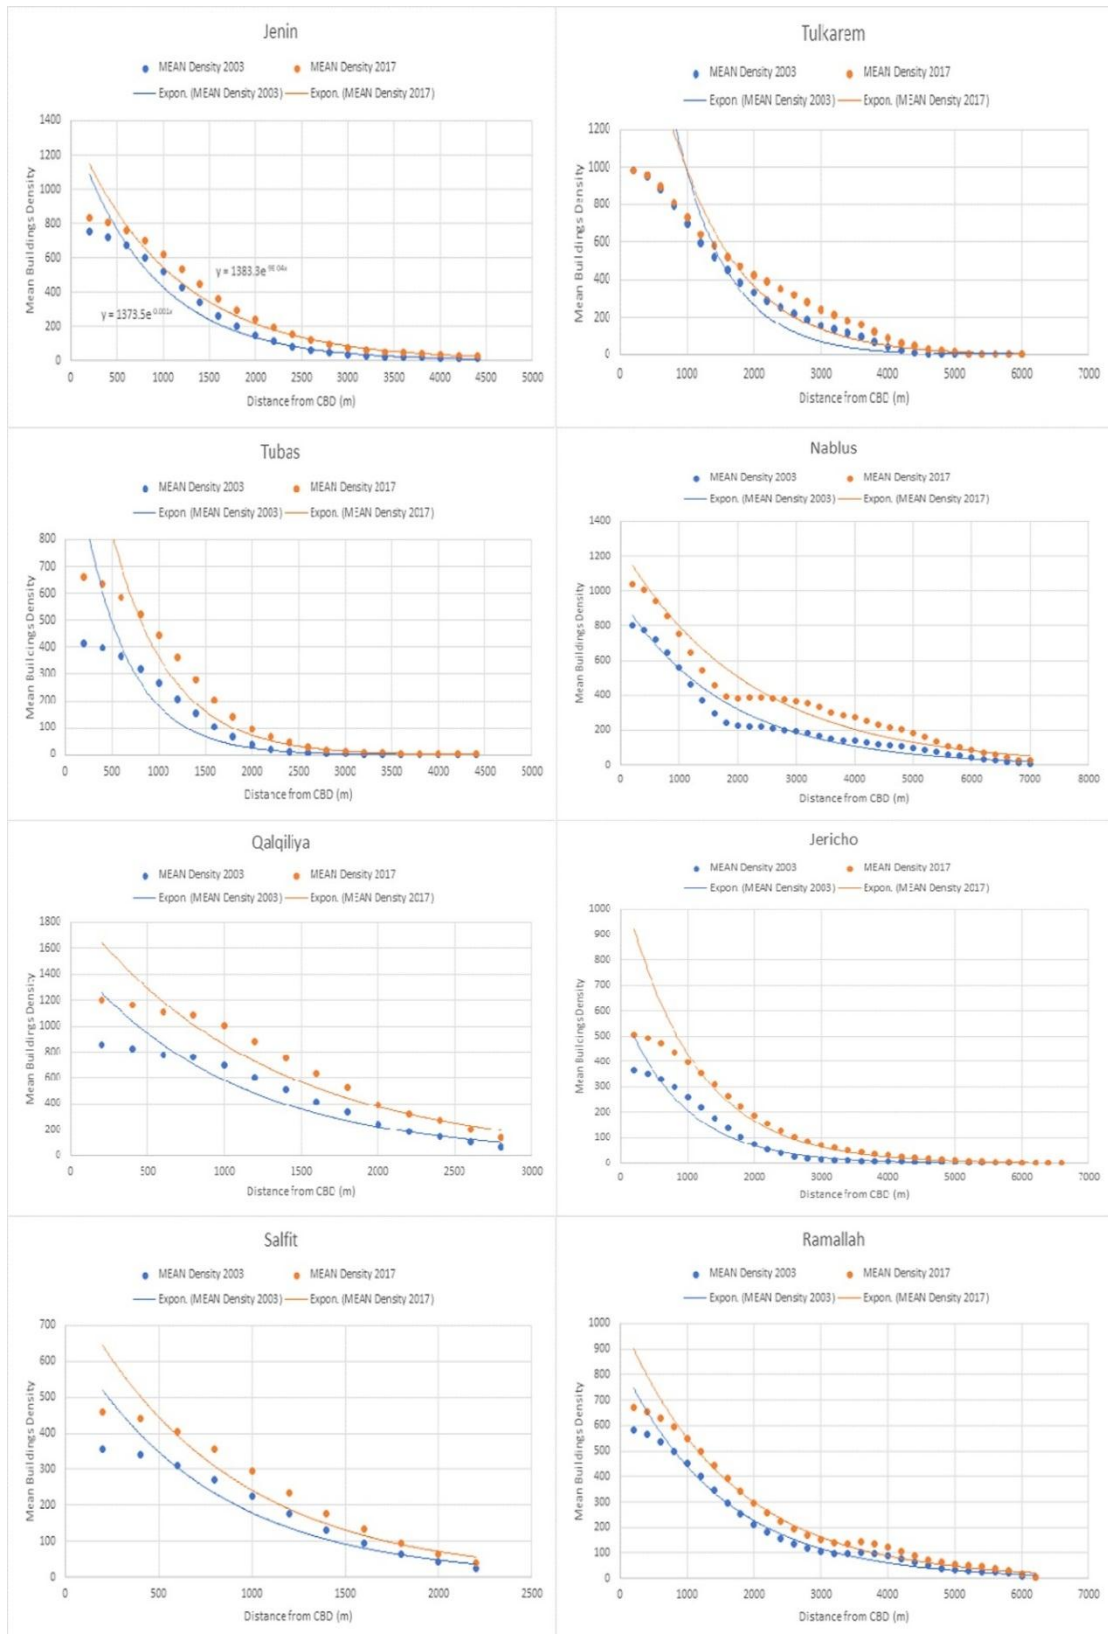 Jenin
MEAN Density 2003
MEAN Density 2017
Expon. (MEAN Density 2003)
Expon. (MEAN Density 2017)
Mean Buildings Density
1400
1200
1000
800
600
400
200
0
y = 1383.3e
y = 1373.5e
0 500 1000 1500 2000 2500 3000 3500 4000 4500 5000
Distance from CBD (m)
Tulkarem
MEAN Density 2003
MEAN Density 2017
Expon. (MEAN Density 2003)
Expon. (MEAN Density 2017)
Mean Buildings Density
1200
1000
800
600
400
200
0
0 1000 2000 3000 4000 5000 6000 7000
Distance from CBD (m)
Tubas
MEAN Density 2003
MEAN Density 2017
Expon. (MEAN Density 2003)
Expon. (MEAN Density 2017)
Mean Buildings Density
800
700
600
500
400
300
200
100
0
0 500 1000 1500 2000 2500 3000 3500 4000 4500 5000
Distance from CBD (m)
Nablus
MEAN Density 2003
MEAN Density 2017
Expon. (MEAN Density 2003)
Expon. (MEAN Density 2017)
Mean Buildings Density
1400
1200
1000
800
600
400
200
0
0 1000 2000 3000 4000 5000 6000 7000 8000
Distance from CBD (m)
Qalqiliya
MEAN Density 2003
MEAN Density 2017
Expon. (MEAN Density 2003)
Expon. (MEAN Density 2017)
Mean Buildings Density
1800
1600
1400
1200
1000
800
600
400
200
0
0 500 1000 1500 2000 2500 3000
Distance from CBD (m)
Jericho
MEAN Density 2003
MEAN Density 2017
Expon. (MEAN Density 2003)
Expon. (MEAN Density 2017)
Mean Buildings Density
1000
900
800
700
600
500
400
300
200
100
0
0 1000 2000 3000 4000 5000 6000 7000
Distance from CBD (m)
Salfit
MEAN Density 2003
MEAN Density 2017
Expon. (MEAN Density 2003)
Expon. (MEAN Density 2017)
Mean Buildings Density
700
600
500
400
300
200
100
0
0 500 1000 1500 2000 2500
Distance from CBD (m)
Ramallah
MEAN Density 2003
MEAN Density 2017
Expon. (MEAN Density 2003)
Expon. (MEAN Density 2017)
Mean Buildings Density
1000
900
800
700
600
500
400
300
200
100
0
0 1000 2000 3000 4000 5000 6000 7000
Distance from CBD (m)